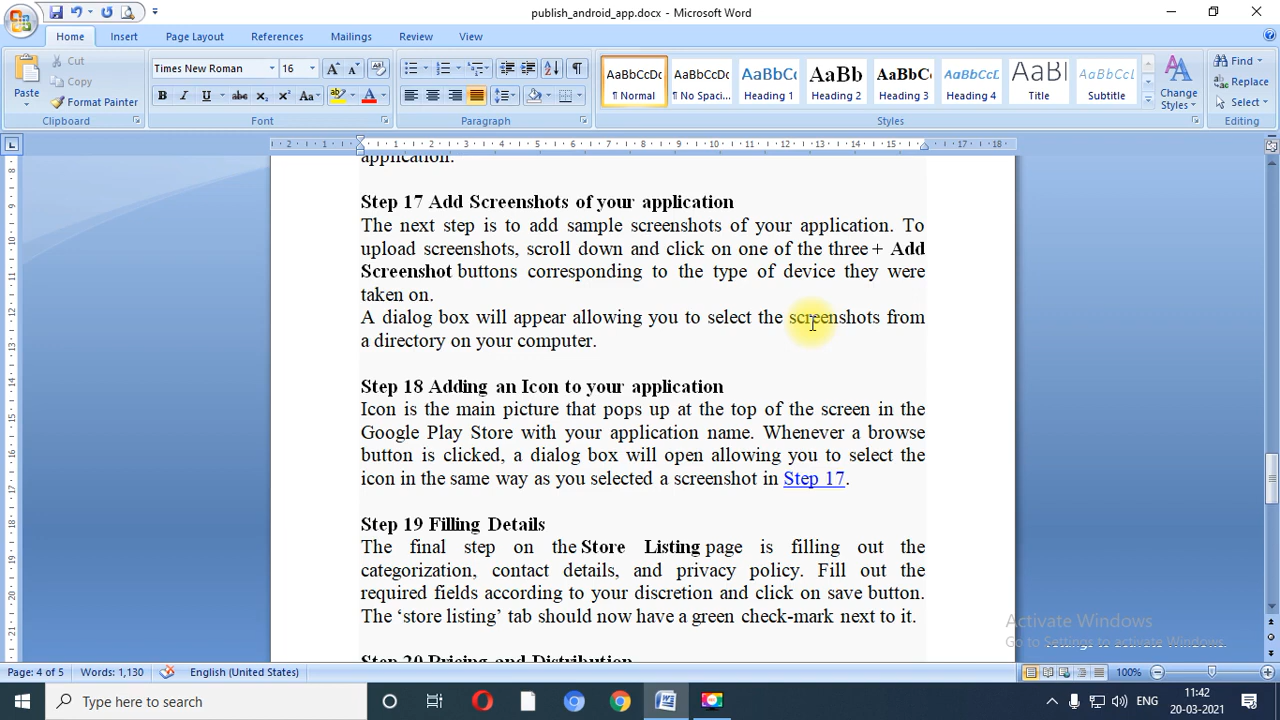 publish_android_app.docx - Microsoft Word
Home Insert Page Layout References Mailings Review View
Paste
Cut
Copy
Format Painter
Clipboard
Times New Roman 16
Font
Paragraph
AaBbCcDc AaBbCcDc AaBbC AaBb AaBbC AaBbCcL AaB AaBbCcL
¶ Normal ¶ No Spaci... Heading 1 Heading 2 Heading 3 Heading 4 Title Subtitle
Change Styles
Styles
Find
Replace
Select
Editing
application.
Step 17 Add Screenshots of your application
The next step is to add sample screenshots of your application. To
upload screenshots, scroll down and click on one of the three + Add
Screenshot buttons corresponding to the type of device they were
taken on.
A dialog box will appear allowing you to select the screenshots from
a directory on your computer.
Step 18 Adding an Icon to your application
Icon is the main picture that pops up at the top of the screen in the
Google Play Store with your application name. Whenever a browse
button is clicked, a dialog box will open allowing you to select the
icon in the same way as you selected a screenshot in Step 17.
Step 19 Filling Details
The final step on the Store Listing page is filling out the
categorization, contact details, and privacy policy. Fill out the
required fields according to your discretion and click on save button.
The ‘store listing’ tab should now have a green check-mark next to it.
Step 20 Pricing and Distribution
Activate Windows
Go to Settings to activate Windows.
Page: 4 of 5 Words: 1,130 English (United States) 100%
Type here to search
ENG
11:42
20-03-2021